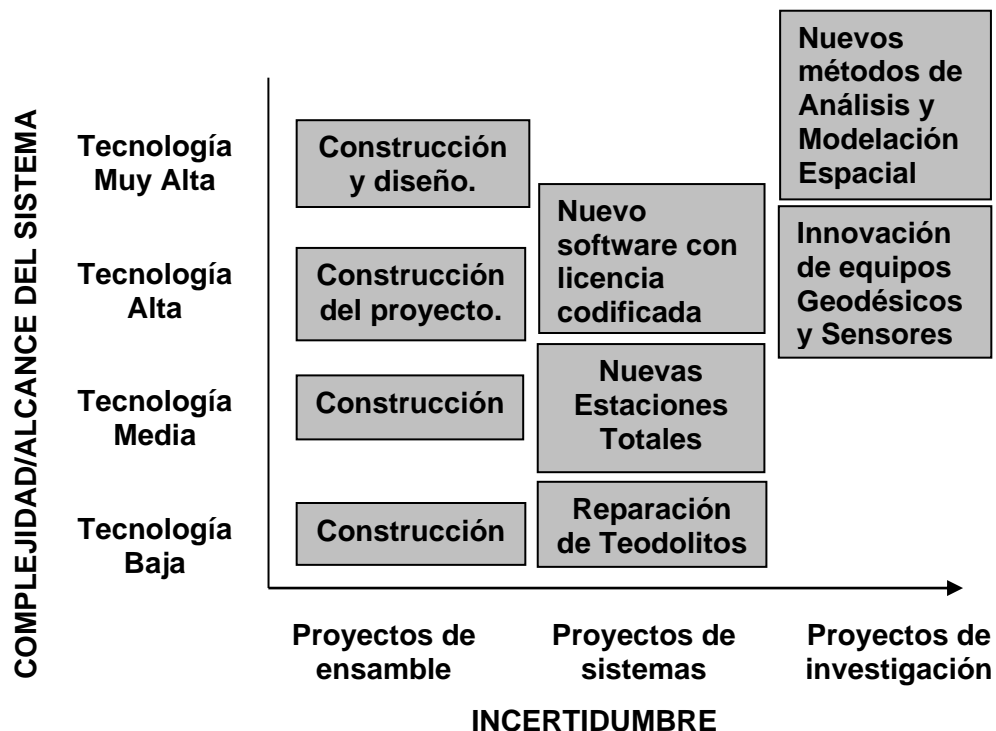 COMPLEJIDAD/ALCANCE DEL SISTEMA
Tecnología
Muy Alta
Tecnología
Alta
Tecnología
Media
Tecnología
Baja
Construcción
y diseño.
Construcción
del proyecto.
Construcción
Construcción
Nuevo
software con
licencia
codificada
Nuevas
Estaciones
Totales
Reparación
de Teodolitos
Nuevos
métodos de
Análisis y
Modelación
Espacial
Innovación
de equipos
Geodésicos
y Sensores
Proyectos de
ensamble
Proyectos de
sistemas
Proyectos de
investigación
INCERTIDUMBRE